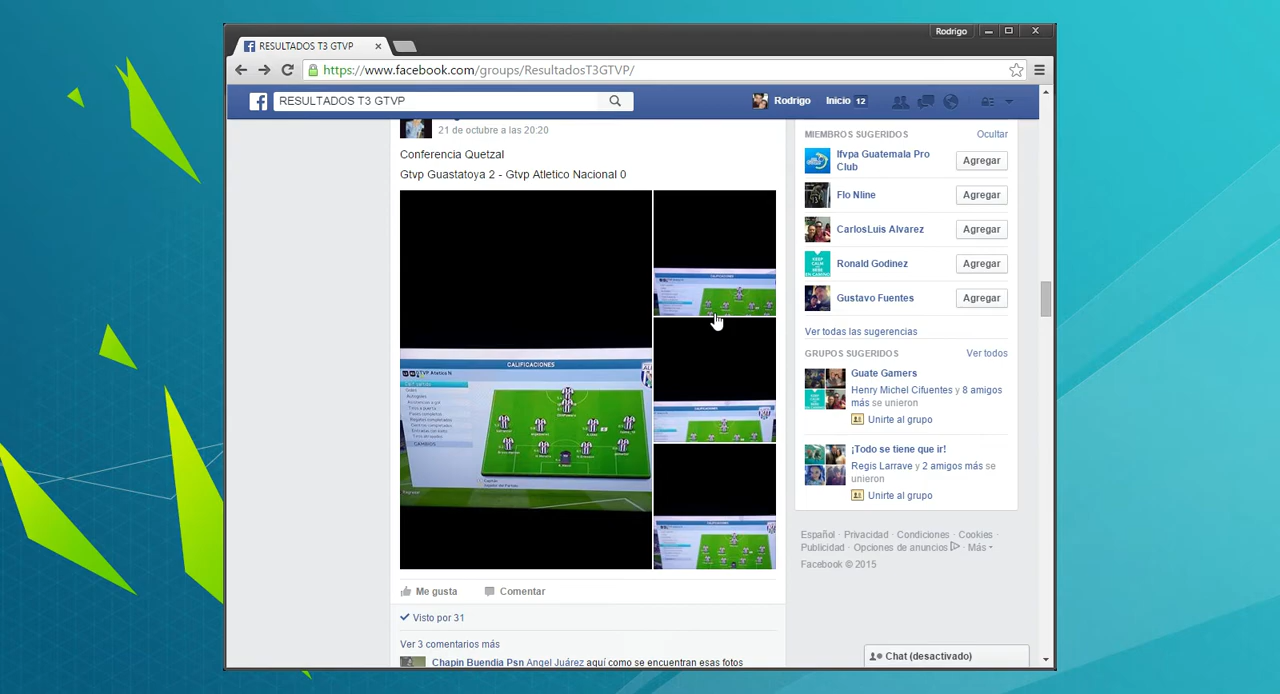 Rodrigo
RESULTADOS T3 GTVP
https://www.facebook.com/groups/ResultadosT3GTVP/
RESULTADOS T3 GTVP
Rodrigo
Inicio 12
21 de octubre a las 20:20
Conferencia Quetzal
Gtvp Guastatoya 2 - Gtvp Atletico Nacional 0
CALIFICACIONES
GTVP Atletico N
CALIFICACIONES
CALIFICACIONES
CALIFICACIONES
Me gusta
Comentar
Visto por 31
Ver 3 comentarios más
Chapin Buendia Psn Angel Juárez aquí como se encuentran esas fotos
MIEMBROS SUGERIDOS
Ocultar
Ifvpa Guatemala Pro
Club
Agregar
Flo Nline
Agregar
CarlosLuis Alvarez
Agregar
Ronald Godinez
Agregar
Gustavo Fuentes
Agregar
Ver todas las sugerencias
GRUPOS SUGERIDOS
Ver todos
Guate Gamers
Henry Michel Cifuentes y 8 amigos
más se unieron
Unirte al grupo
¡Todo se tiene que ir!
Regis Larrave y 2 amigos más se
unieron
Unirte al grupo
Español · Privacidad · Condiciones · Cookies ·
Publicidad · Opciones de anuncios · Más
Facebook © 2015
Chat (desactivado)